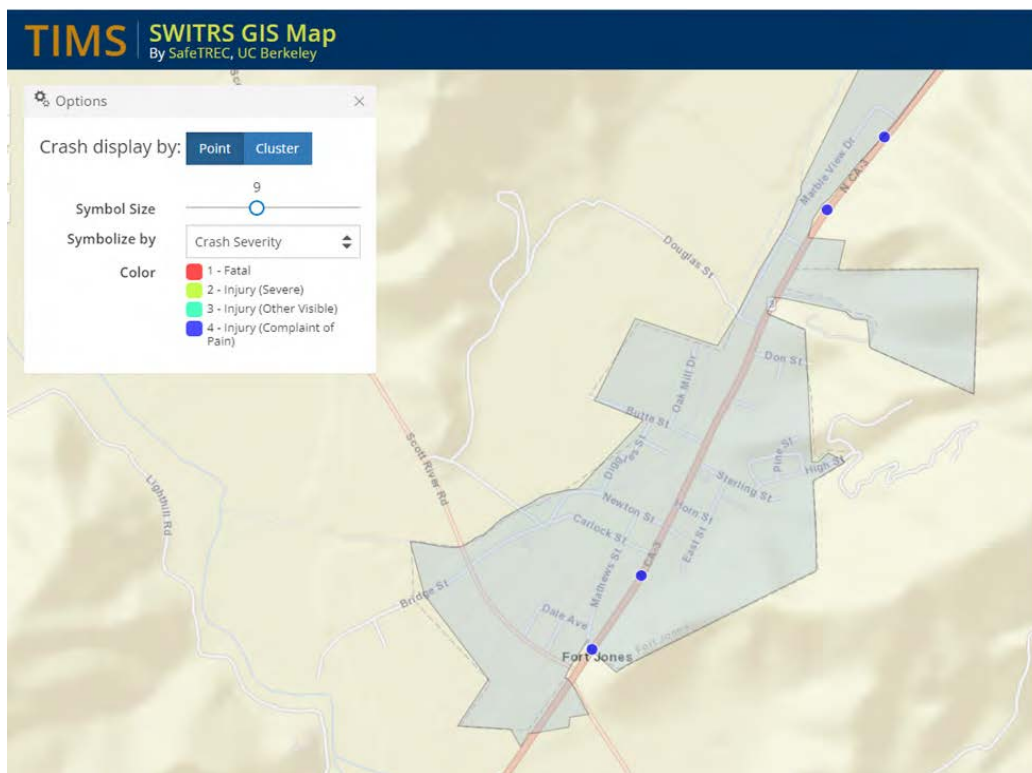 TIMS
SWITRS GIS Map
By SafeTREC, UC Berkeley
Options
Crash display by:
Point
Cluster
9
Symbol Size
Symbolize by
Crash Severity
Color
1 - Fatal
2 - Injury (Severe)
3 - Injury (Other Visible)
4 - Injury (Complaint of
Pain)
Marble View Dr
N CA-3
Douglas St
3
Don St
Oak Mill Dr
Butte St
Pine St
High St
Scott River Rd
Sterling St
Newton St
Horn St
Lighthill Rd
Carlock St
East St
CA-3
Mathews St
Bridge St
Dale Ave
Fort Jones
Fort Jones